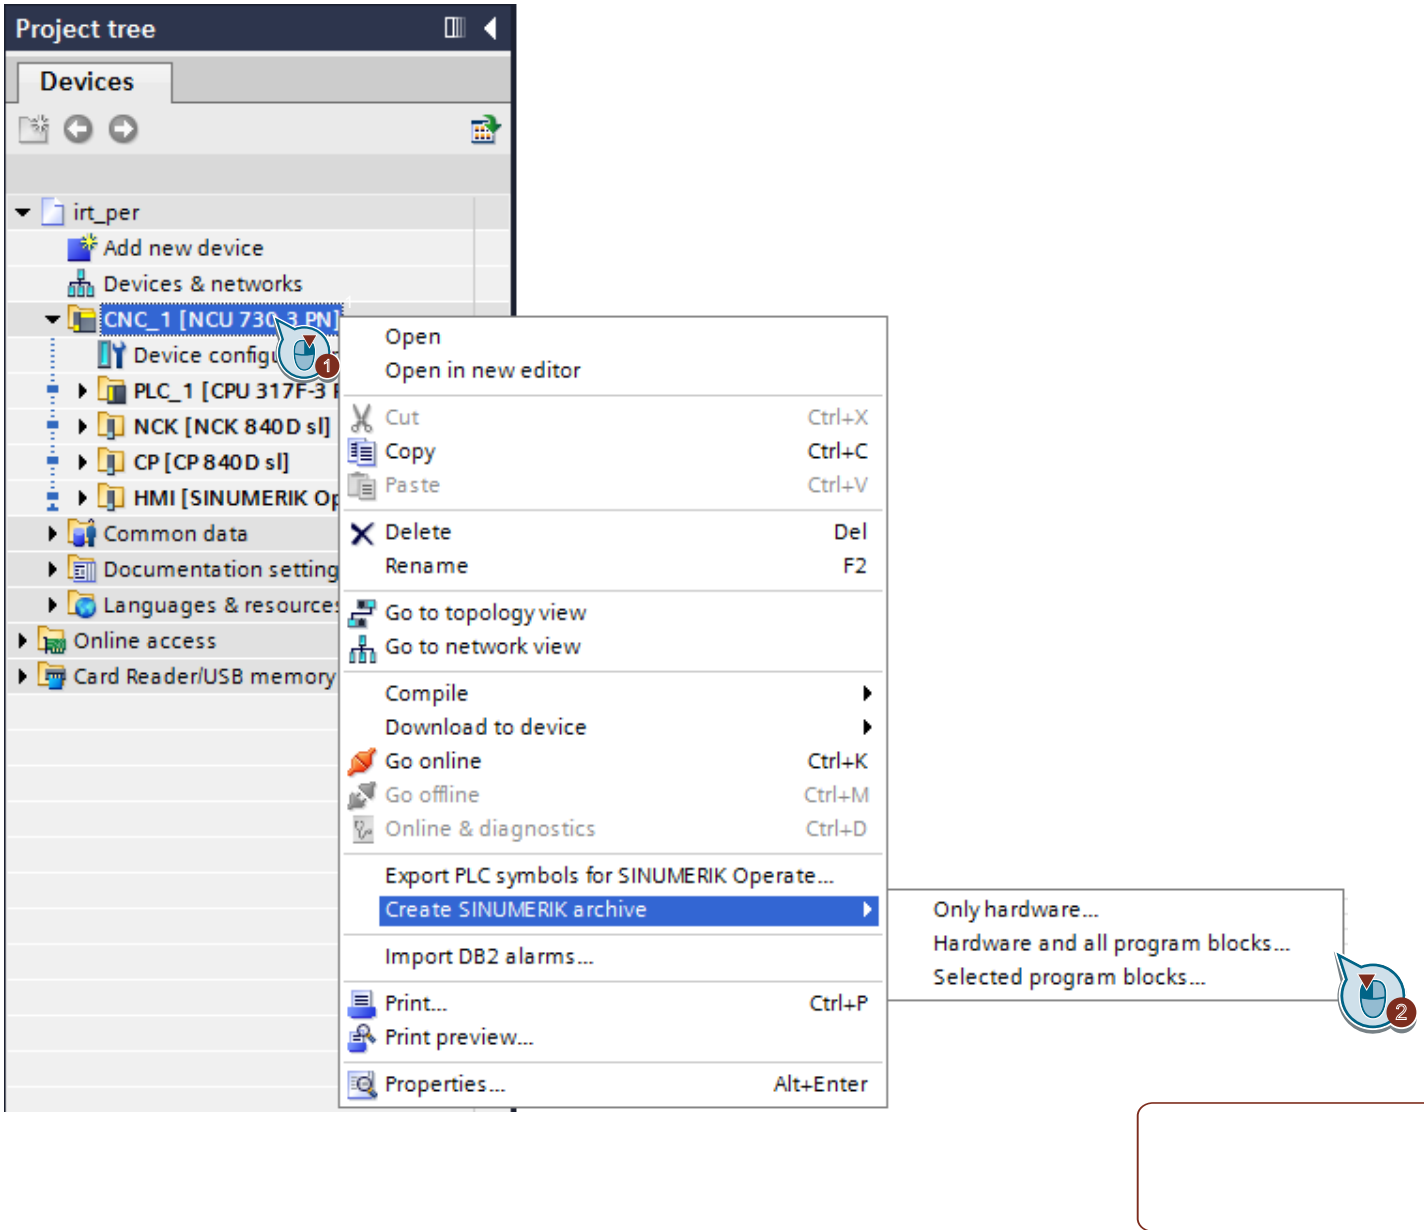 Project tree
Devices
irt_per
Add new device
Devices & networks
CNC_1 [NCU 730-3 PN]
1
Device
1
PLC_1 [CPU 317F-3
NCK [NCK 840D sl]
CP [CP 840D sl]
HMI [SINUMERIK
Common data
Documentation
Languages &
Online access
Card Reader/USB memory
Open
Open in new editor
Cut Ctrl+X
Copy Ctrl+C
Paste Ctrl+V
Delete Del
Rename F2
Go to topology view
Go to network view
Compile
Download to device
Go online Ctrl+K
Go offline Ctrl+M
Online & diagnostics Ctrl+D
Export PLC symbols for SINUMERIK Operate...
Create SINUMERIK archive
Import DB2 alarms...
Print... Ctrl+P
Print preview...
Properties... Alt+Enter
Only hardware...
Hardware and all program blocks...
Selected program blocks...
2